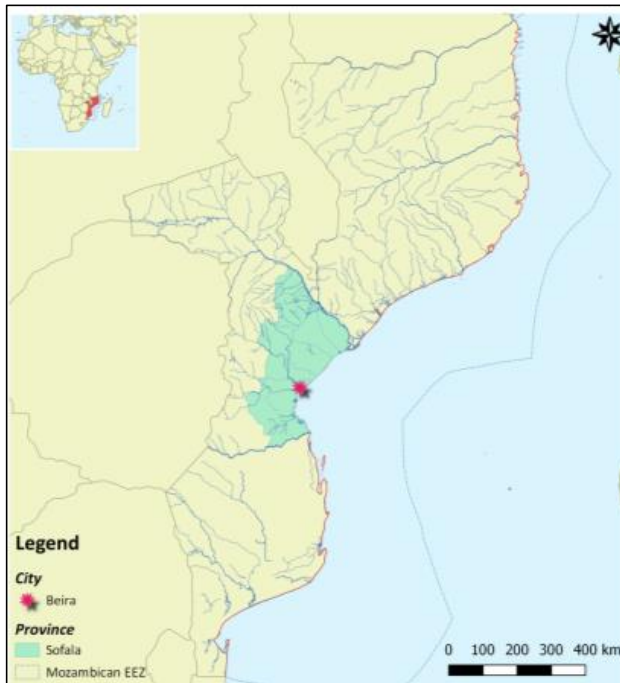 Legend
City
Beira
Province
Sofala
Mozambican EEZ
0 100 200 300 400 km